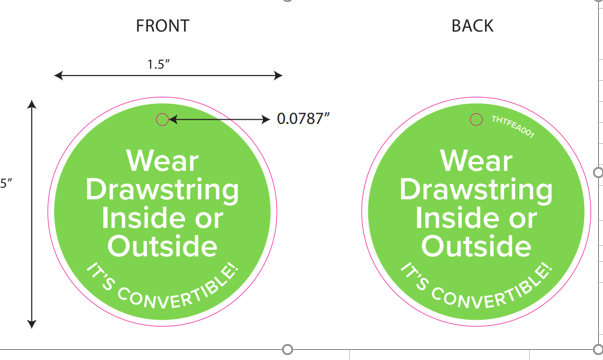 FRONT
BACK
1.5”
0.0787”
5”
Wear
Drawstring
Inside or
Outside
IT’S CONVERTIBLE!
THTFEA001
Wear
Drawstring
Inside or
Outside
IT’S CONVERTIBLE!